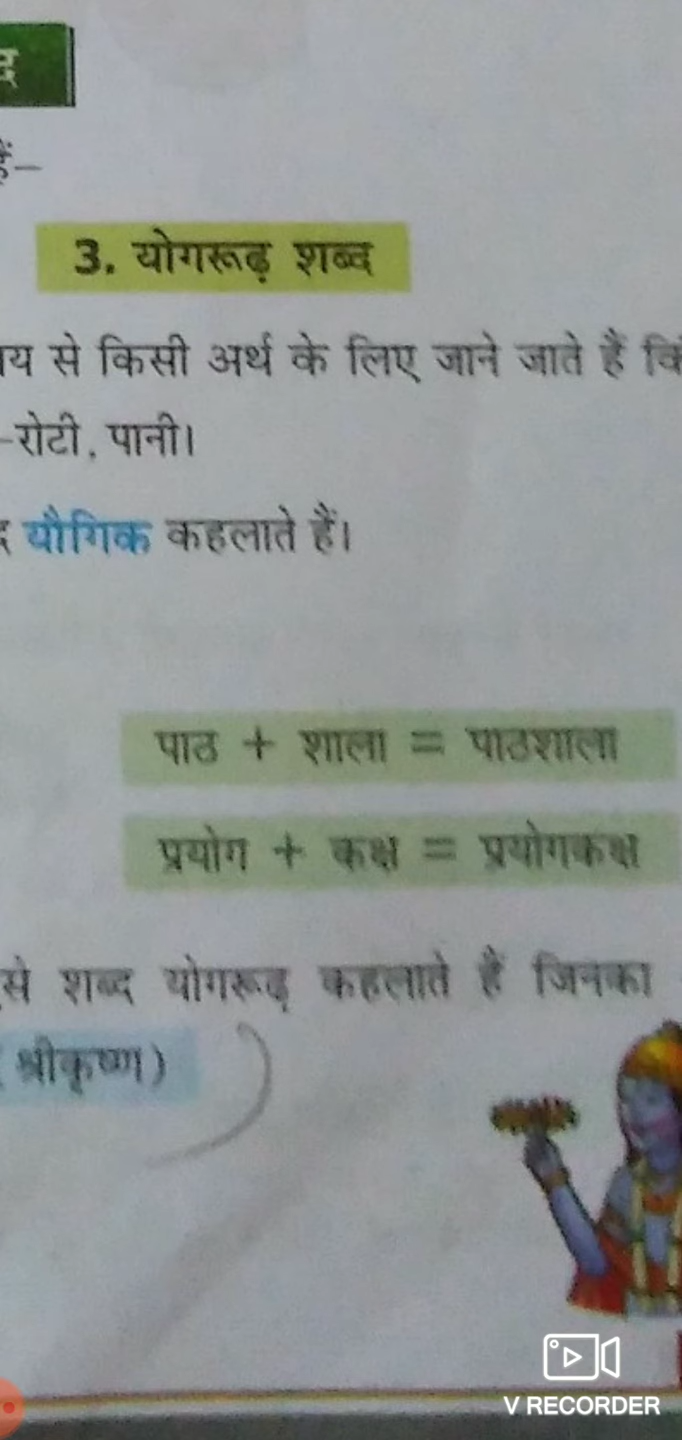 3. योगरूढ़ शब्द
से किसी अर्थ के लिए जाने जाते हैं
रोटी, पानी।
यौगिक कहलाते हैं।
पाठ + शाला = पाठशाला
प्रयोग + कक्ष = प्रयोगकक्ष
शब्द योगरूढ़ कहलाते हैं जिनका
श्रीकृष्ण)
V RECORDER